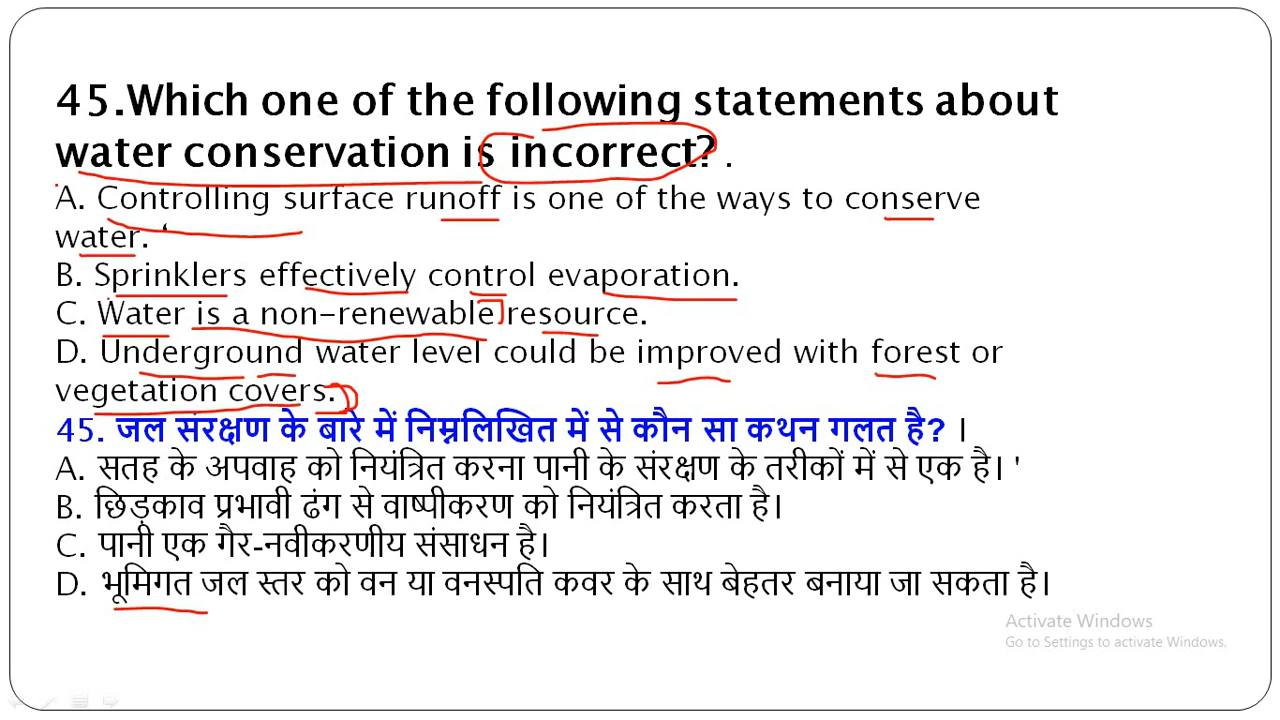 45.Which one of the following statements about
water conservation is incorrect? .
A. Controlling surface runoff is one of the ways to conserve
water. ‘
B. Sprinklers effectively control evaporation.
C. Water is a non-renewable resource.
D. Underground water level could be improved with forest or
vegetation covers.
45. जल संरक्षण के बारे में निम्नलिखित में से कौन सा कथन गलत है? ।
A. सतह के अपवाह को नियंत्रित करना पानी के संरक्षण के तरीकों में से एक है। '
B. छिड़काव प्रभावी ढंग से वाष्पीकरण को नियंत्रित करता है।
C. पानी एक गैर-नवीकरणीय संसाधन है।
D. भूमिगत जल स्तर को वन या वनस्पति कवर के साथ बेहतर बनाया जा सकता है।
Activate Windows
Go to Settings to activate Windows.